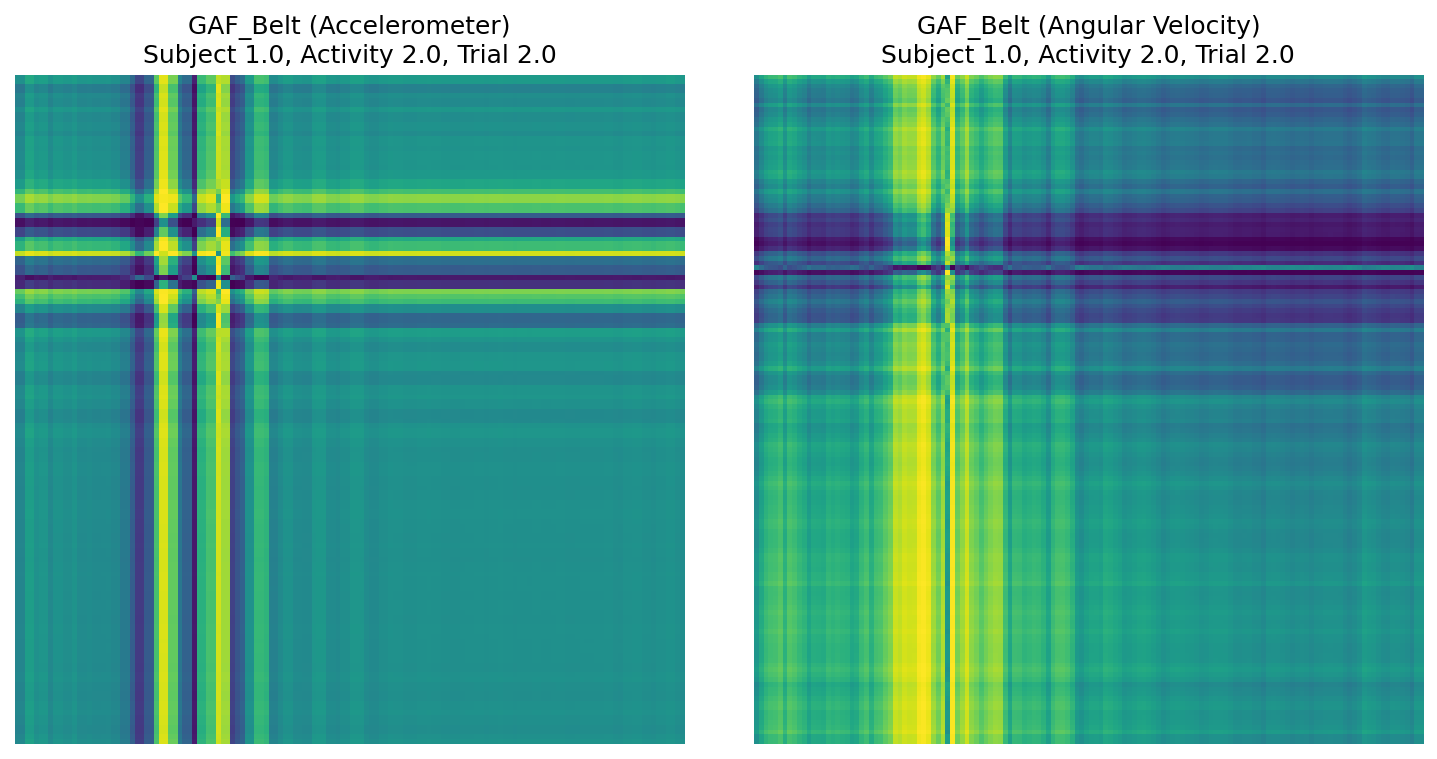 GAF_Belt (Accelerometer)
Subject 1.0, Activity 2.0, Trial 2.0
GAF_Belt (Angular Velocity)
Subject 1.0, Activity 2.0, Trial 2.0